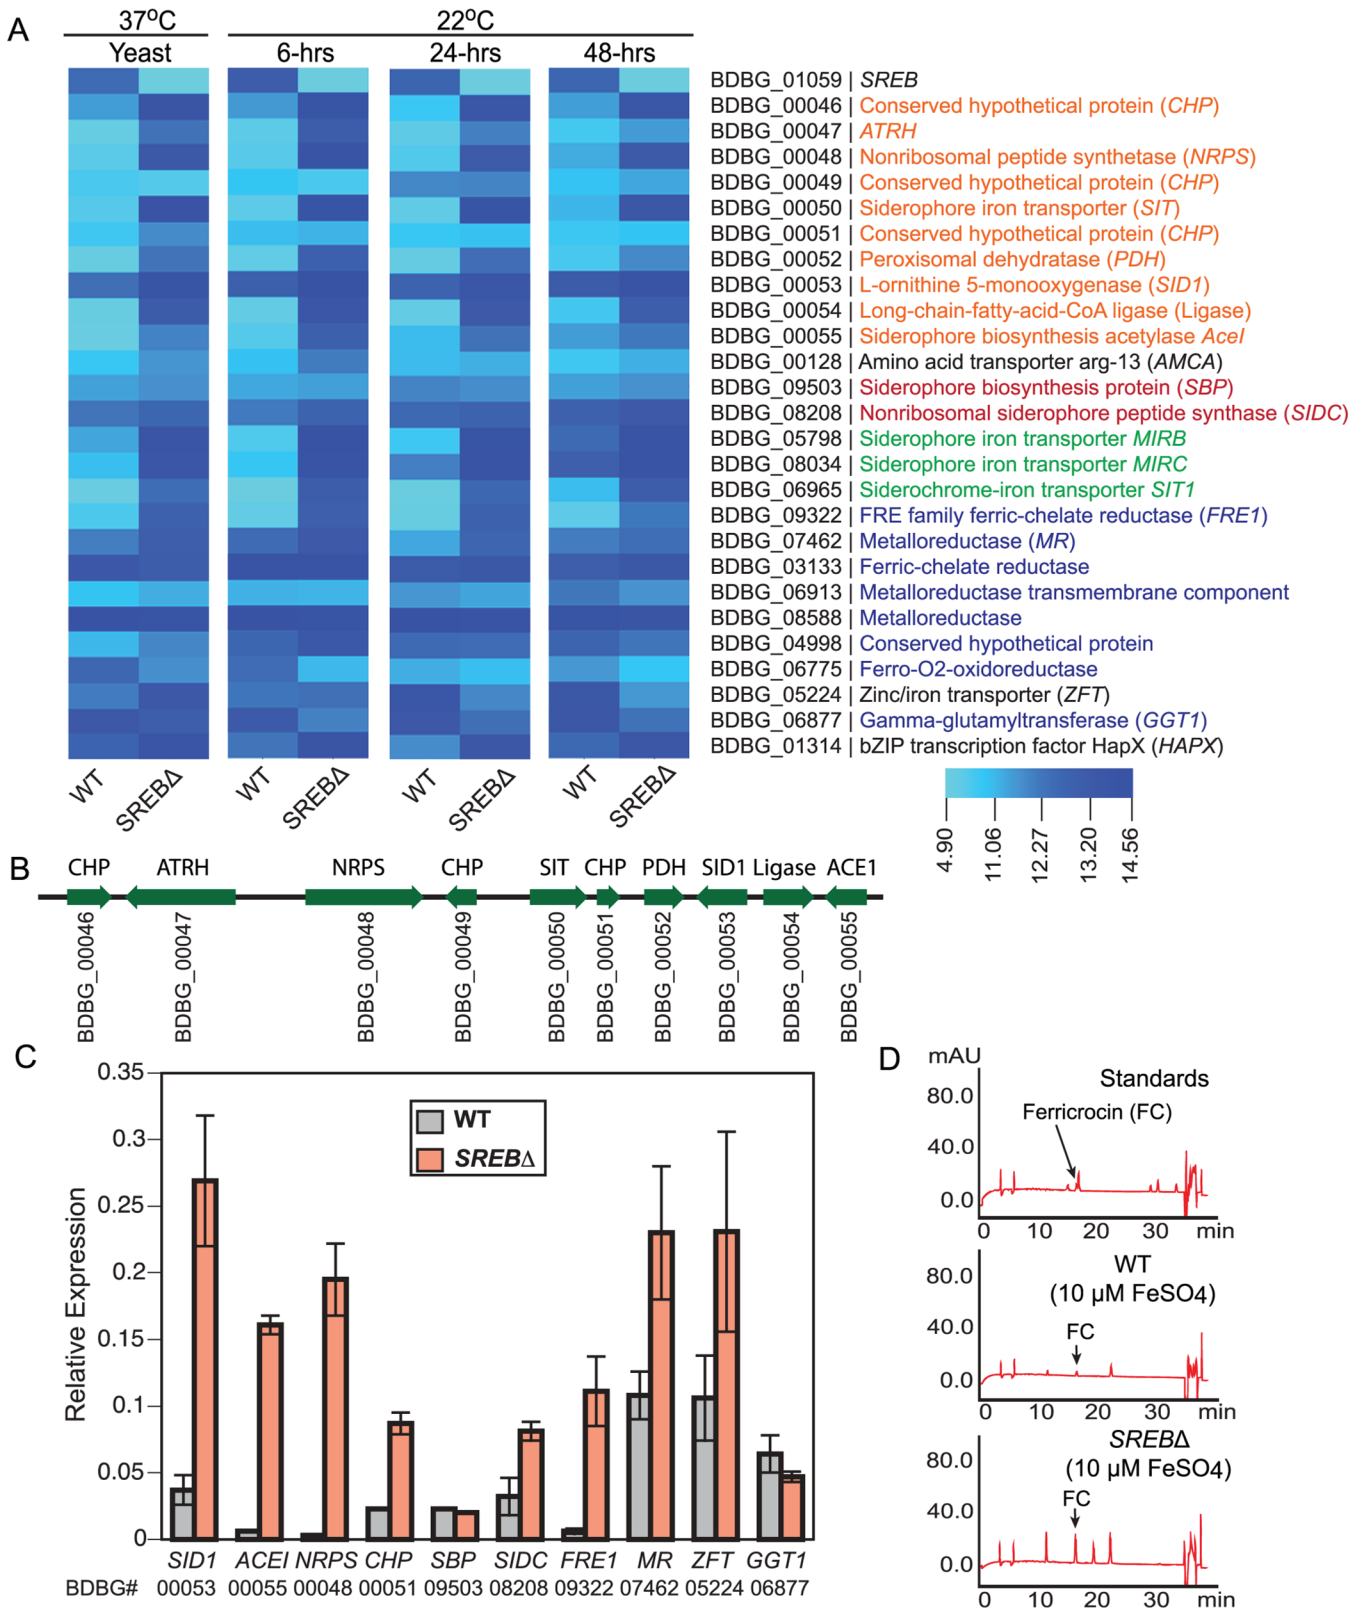 A
37ºC
22ºC
Yeast
6-hrs
24-hrs
48-hrs
BDBG_01059 | SREB
BDBG_00046 | Conserved hypothetical protein (CHP)
BDBG_00047 | ATRH
BDBG_00048 | Nonribosomal peptide synthetase (NRPS)
BDBG_00049 | Conserved hypothetical protein (CHP)
BDBG_00050 | Siderophore iron transporter (SIT)
BDBG_00051 | Conserved hypothetical protein (CHP)
BDBG_00052 | Peroxisomal dehydratase (PDH)
BDBG_00053 | L-ornithine 5-monooxygenase (SID1)
BDBG_00054 | Long-chain-fatty-acid-CoA ligase (Ligase)
BDBG_00055 | Siderophore biosynthesis acetylase AceI
BDBG_00128 | Amino acid transporter arg-13 (AMCA)
BDBG_09503 | Siderophore biosynthesis protein (SBP)
BDBG_08208 | Nonribosomal siderophore peptide synthase (SIDC)
BDBG_05798 | Siderophore iron transporter MIRB
BDBG_08034 | Siderophore iron transporter MIRC
BDBG_06965 | Siderochrome-iron transporter SIT1
BDBG_09322 | FRE family ferric-chelate reductase (FRE1)
BDBG_07462 | Metalloreductase (MR)
BDBG_03133 | Ferric-chelate reductase
BDBG_06913 | Metalloreductase transmembrane component
BDBG_08588 | Metalloreductase
BDBG_04998 | Conserved hypothetical protein
BDBG_06775 | Ferro-O2-oxidoreductase
BDBG_05224 | Zinc/iron transporter (ZFT)
BDBG_06877 | Gamma-glutamyltransferase (GGT1)
BDBG_01314 | bZIP transcription factor HapX (HAPX)
WT
SREBΔ
WT
SREBΔ
WT
SREBΔ
WT
SREBΔ
4.90
11.06
12.27
13.20
14.56
B
CHP ATRH NRPS CHP SIT CHP PDH SID1 Ligase ACE1
BDBG_00046
BDBG_00047
BDBG_00048
BDBG_00049
BDBG_00050
BDBG_00051
BDBG_00052
BDBG_00053
BDBG_00054
BDBG_00055
C
Relative Expression
0.35
0.3
0.25
0.2
0.15
0.1
0.05
0
WT
SREBΔ
SID1 ACEI NRPS CHP SBP SIDC FRE1 MR ZFT GGT1
BDBG# 00053 00055 00048 00051 09503 08208 09322 07462 05224 06877
D
mAU
Standards
Ferricrocin (FC)
80.0
40.0
0.0
0 10 20 30 min
WT
(10 µM FeSO4)
FC
80.0
40.0
0.0
0 10 20 30 min
SREBΔ
(10 µM FeSO4)
FC
80.0
40.0
0.0
0 10 20 30 min